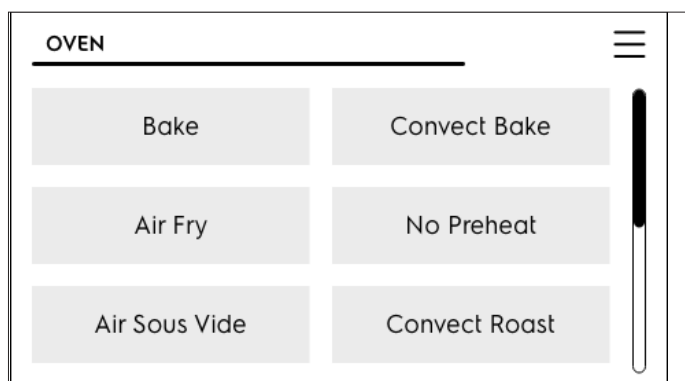 OVEN
Bake
Convect Bake
Air Fry
No Preheat
Air Sous Vide
Convect Roast